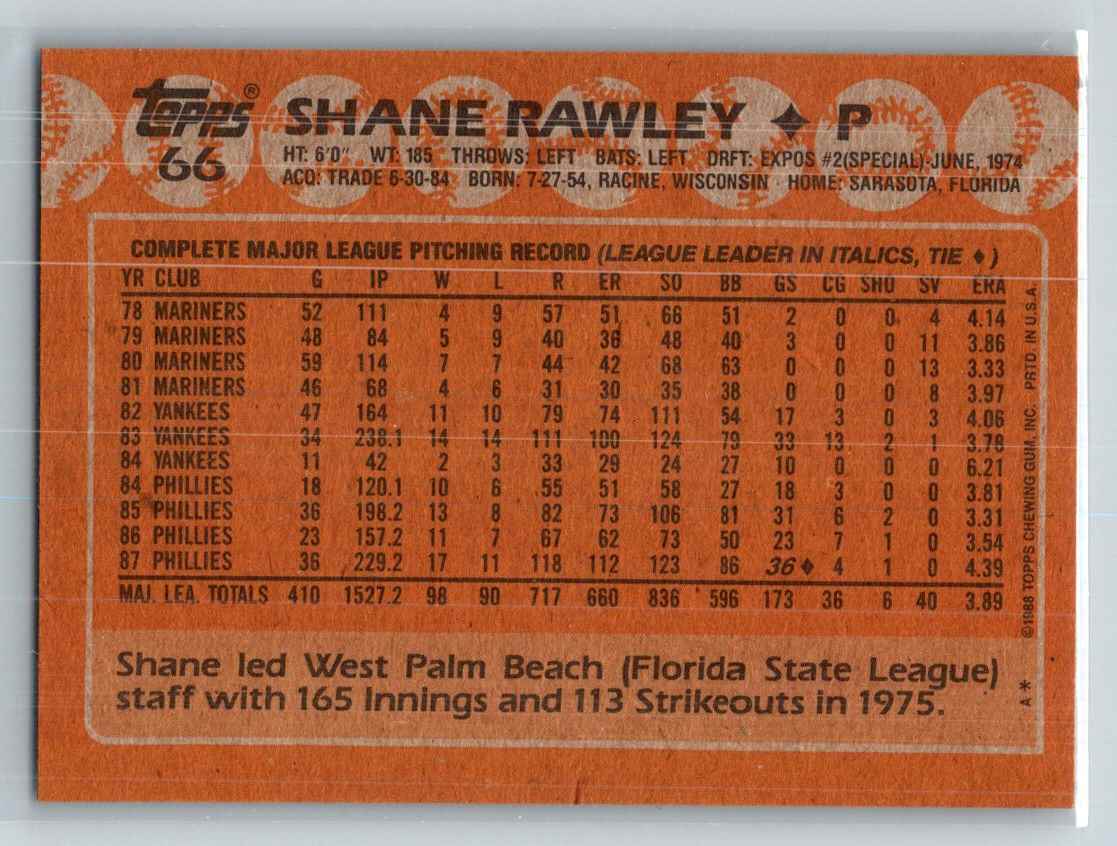 topps® SHANE RAWLEY ♦ P
66 HT: 6'0" WT: 185 THROWS: LEFT BATS: LEFT DRFT: EXPOS #2(SPECIAL)-JUNE, 1974
ACQ: TRADE 6-30-84 BORN: 7-27-54, RACINE, WISCONSIN HOME: SARASOTA, FLORIDA
COMPLETE MAJOR LEAGUE PITCHING RECORD (LEAGUE LEADER IN ITALICS, TIE ♦)
YR CLUB G IP W L R ER SO BB GS CG SHO SV ERA
78 MARINERS 52 111 4 9 57 51 66 51 2 0 0 4 4.14
79 MARINERS 48 84 5 9 40 36 48 40 3 0 0 11 3.86
80 MARINERS 59 114 7 7 44 42 68 63 0 0 0 13 3.33
81 MARINERS 46 68 4 6 31 30 35 38 0 0 0 8 3.97
82 YANKEES 47 164 11 10 79 74 111 54 17 3 0 3 4.06
83 YANKEES 34 238.1 14 14 111 100 124 79 33 13 2 1 3.78
84 YANKEES 11 42 2 3 33 29 24 27 10 0 0 0 6.21
84 PHILLIES 18 120.1 10 6 55 51 58 27 18 3 0 0 3.81
85 PHILLIES 36 198.2 13 8 82 73 106 81 31 6 2 0 3.31
86 PHILLIES 23 157.2 11 7 67 62 73 50 23 7 1 0 3.54
87 PHILLIES 36 229.2 17 11 118 112 123 86 36♦ 4 1 0 4.39
MAJ. LEA. TOTALS 410 1527.2 98 90 717 660 836 596 173 36 6 40 3.89
Shane led West Palm Beach (Florida State League)
staff with 165 Innings and 113 Strikeouts in 1975.
©1988 TOPPS CHEWING GUM, INC. PRTD. IN U.S.A.
A*